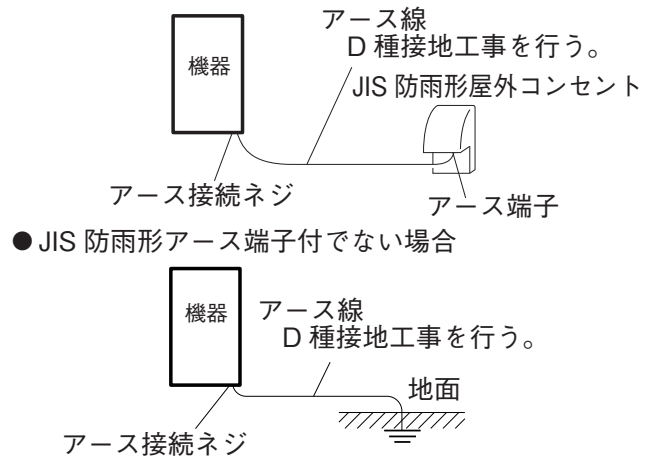 アース線
D 種接地工事を行う。
機器
JIS 防雨形屋外コンセント
アース接続ネジ
アース端子
●JIS 防雨形アース端子付でない場合
機器
アース線
D 種接地工事を行う。
地面
アース接続ネジ